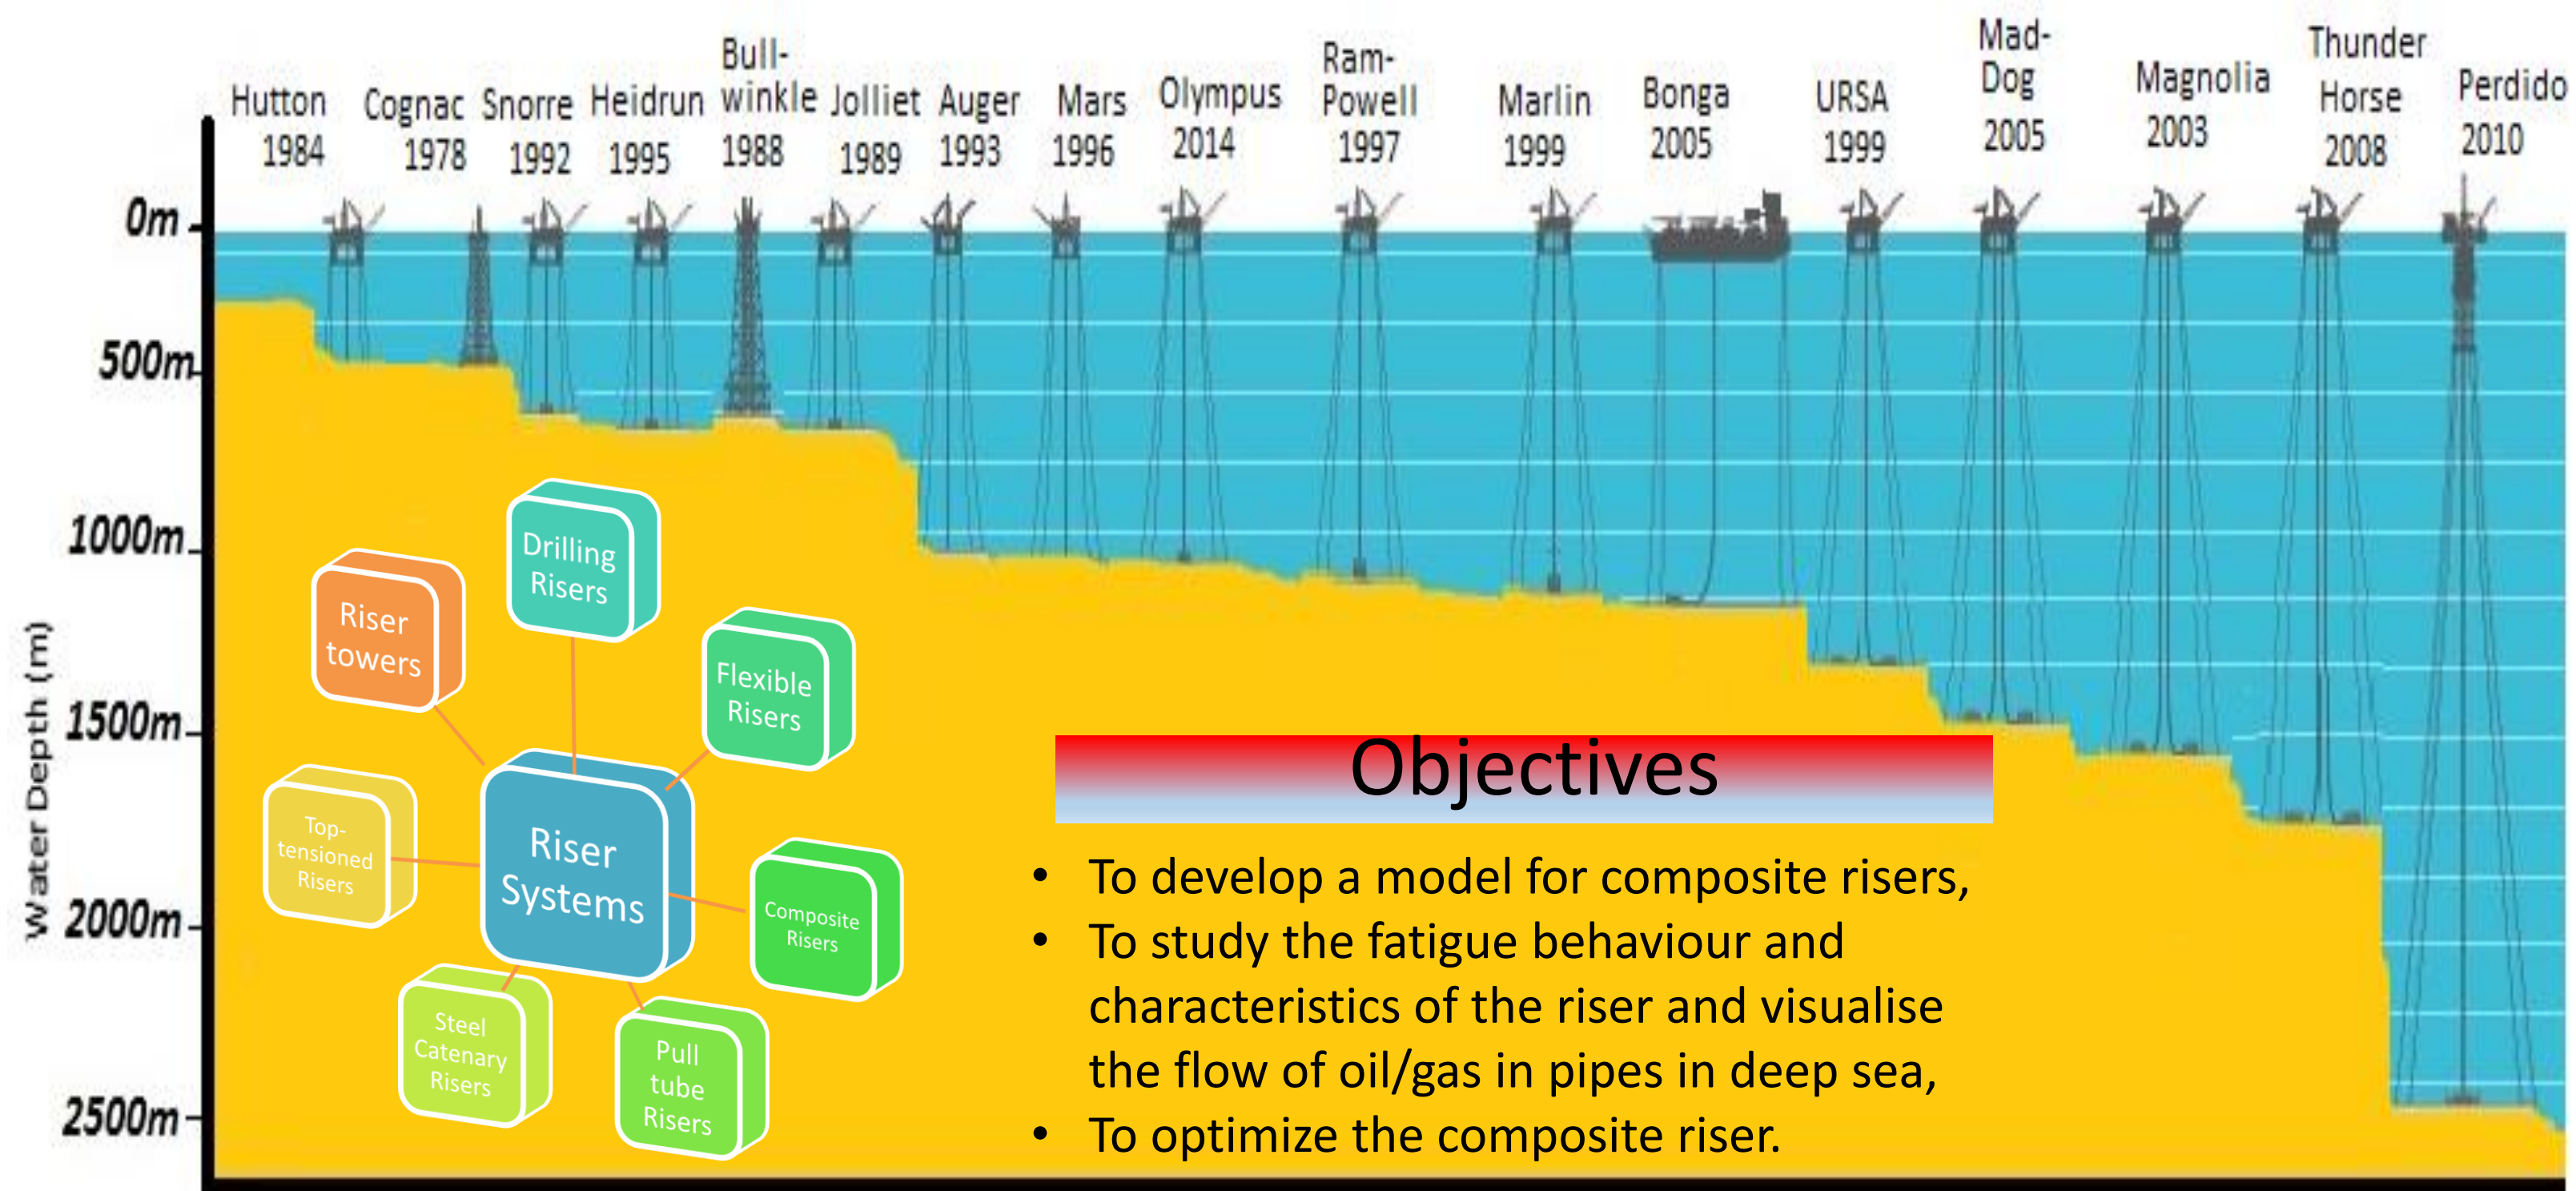 Hutton
1984
Cognac
1978
Snorre
1992
Heidrun
1995
Bull-
winkle
1988
Jolliet
1989
Auger
1993
Mars
1996
Olympus
2014
Ram-
Powell
1997
Marlin
1999
Bonga
2005
URSA
1999
Mad-
Dog
2005
Magnolia
2003
Thunder
Horse
2008
Perdido
2010
0m
500m
1000m
1500m
2000m
2500m
Water Depth (m)
Drilling
Risers
Riser
towers
Flexible
Risers
Top-
tensioned
Risers
Riser
Systems
Composite
Risers
Steel
Catenary
Risers
Pull
tube
Risers
Objectives
• To develop a model for composite risers,
• To study the fatigue behaviour and
characteristics of the riser and visualise
the flow of oil/gas in pipes in deep sea,
• To optimize the composite riser.